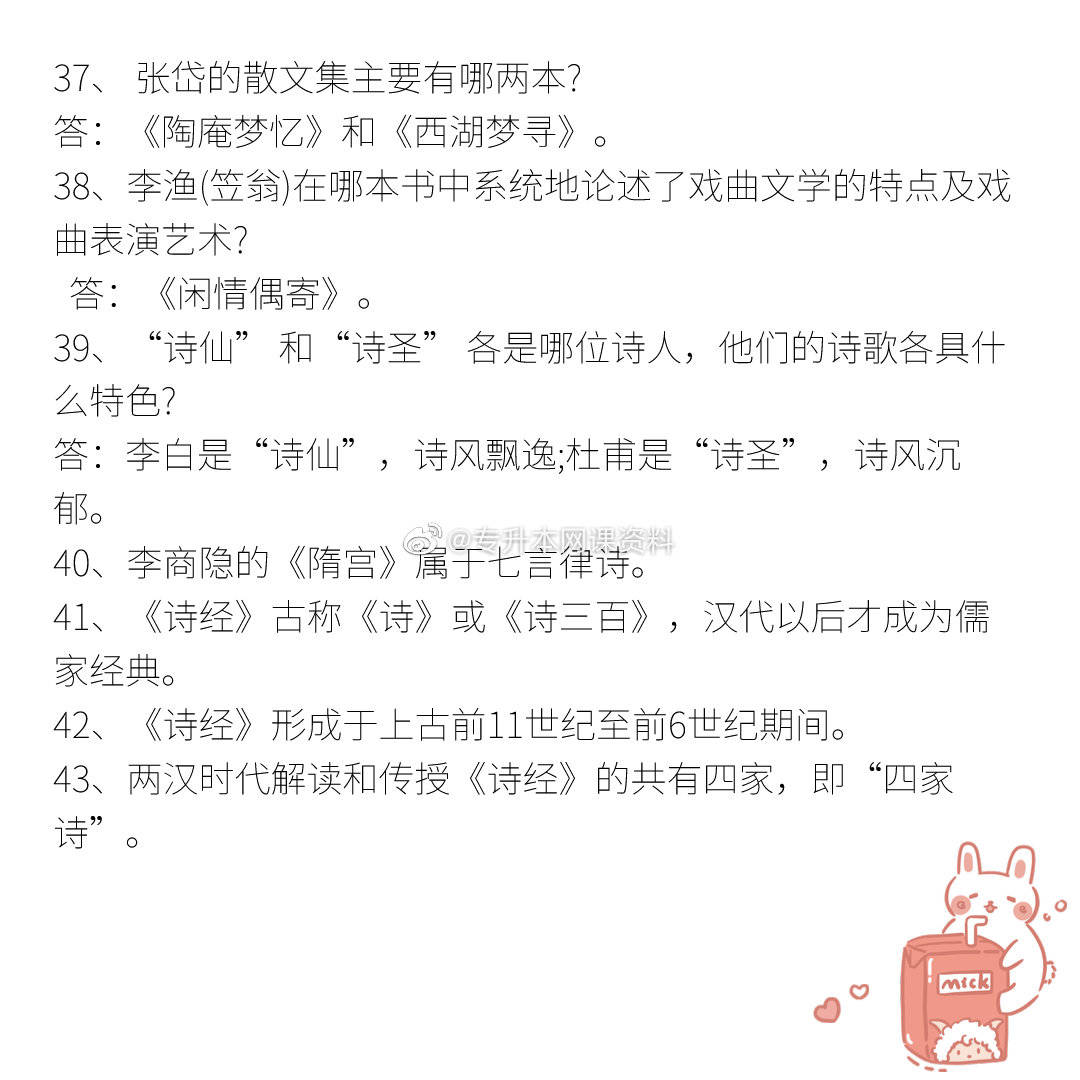 37、 张岱的散文集主要有哪两本?
答：《陶庵梦忆》和《西湖梦寻》。
38、李渔(笠翁)在哪本书中系统地论述了戏曲文学的特点及戏
曲表演艺术?
答：《闲情偶寄》。
39、“诗仙” 和“诗圣” 各是哪位诗人，他们的诗歌各具什
么特色?
答：李白是“诗仙”，诗风飘逸;杜甫是“诗圣”，诗风沉
郁。
@专升本网课资料
40、李商隐的《隋宫》属于七言律诗。
41、《诗经》古称《诗》或《诗三百》，汉代以后才成为儒
家经典。
42、《诗经》形成于上古前11世纪至前6世纪期间。
43、两汉时代解读和传授《诗经》的共有四家，即“四家
诗”。
mick